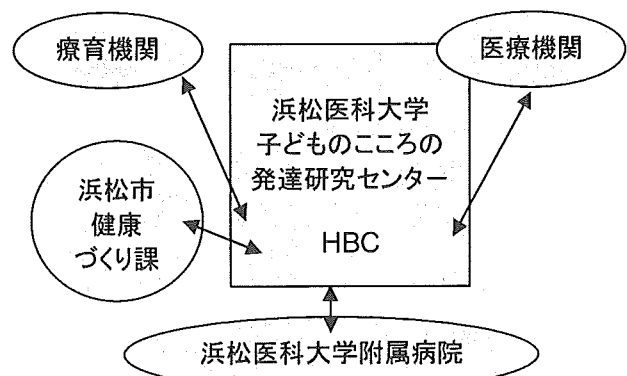 療育機関
医療機関
浜松医科大学
子どものこころの
発達研究センター
HBC
浜松市
健康
づくり課
浜松医科大学附属病院